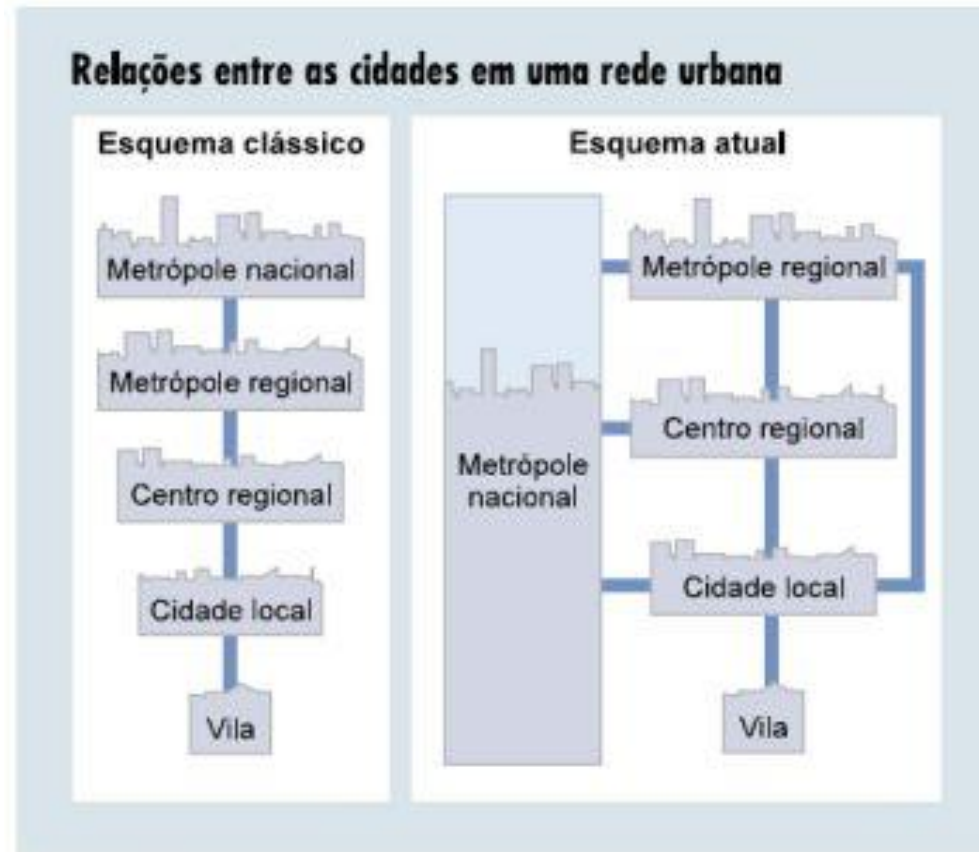 Relações entre as cidades em uma rede urbana
Esquema clássico
Metrópole nacional
Metrópole regional
Centro regional
Cidade local
Vila
Esquema atual
Metrópole
nacional
Metrópole regional
Centro regional
Cidade local
Vila